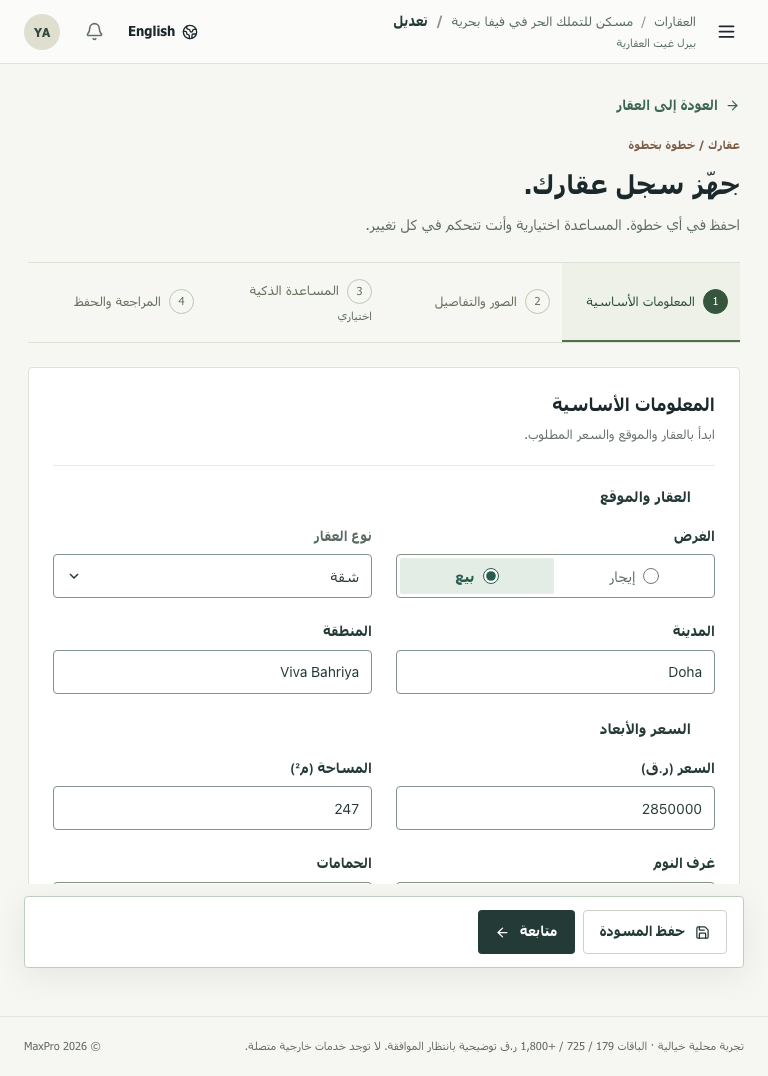 العقارات / مسكن للتملك الحر في فيفا بحرية / تعديل
بيرل غيت العقارية
English
YA
العودة إلى العقار
عقارك / خطوة بخطوة
جهّز سجل عقارك.
احفظ في أي خطوة. المساعدة اختيارية وأنت تتحكم في كل تغيير.
1 المعلومات الأساسية
2 الصور والتفاصيل
3 المساعدة الذكية
اختياري
4 المراجعة والحفظ
المعلومات الأساسية
ابدأ بالعقار والموقع والسعر المطلوب.
العقار والموقع
الغرض
نوع العقار
إيجار
بيع
شقة
المدينة
المنطقة
Doha
Viva Bahriya
السعر والأبعاد
السعر (ر.ق)
المساحة (م²)
2850000
247
غرف النوم
الحمامات
حفظ المسودة
متابعة
تجربة محلية خيالية · الباقات 179 / 725 / +1,800 ر.ق توضيحية بانتظار الموافقة. لا توجد خدمات خارجية متصلة.
© 2026 MaxPro